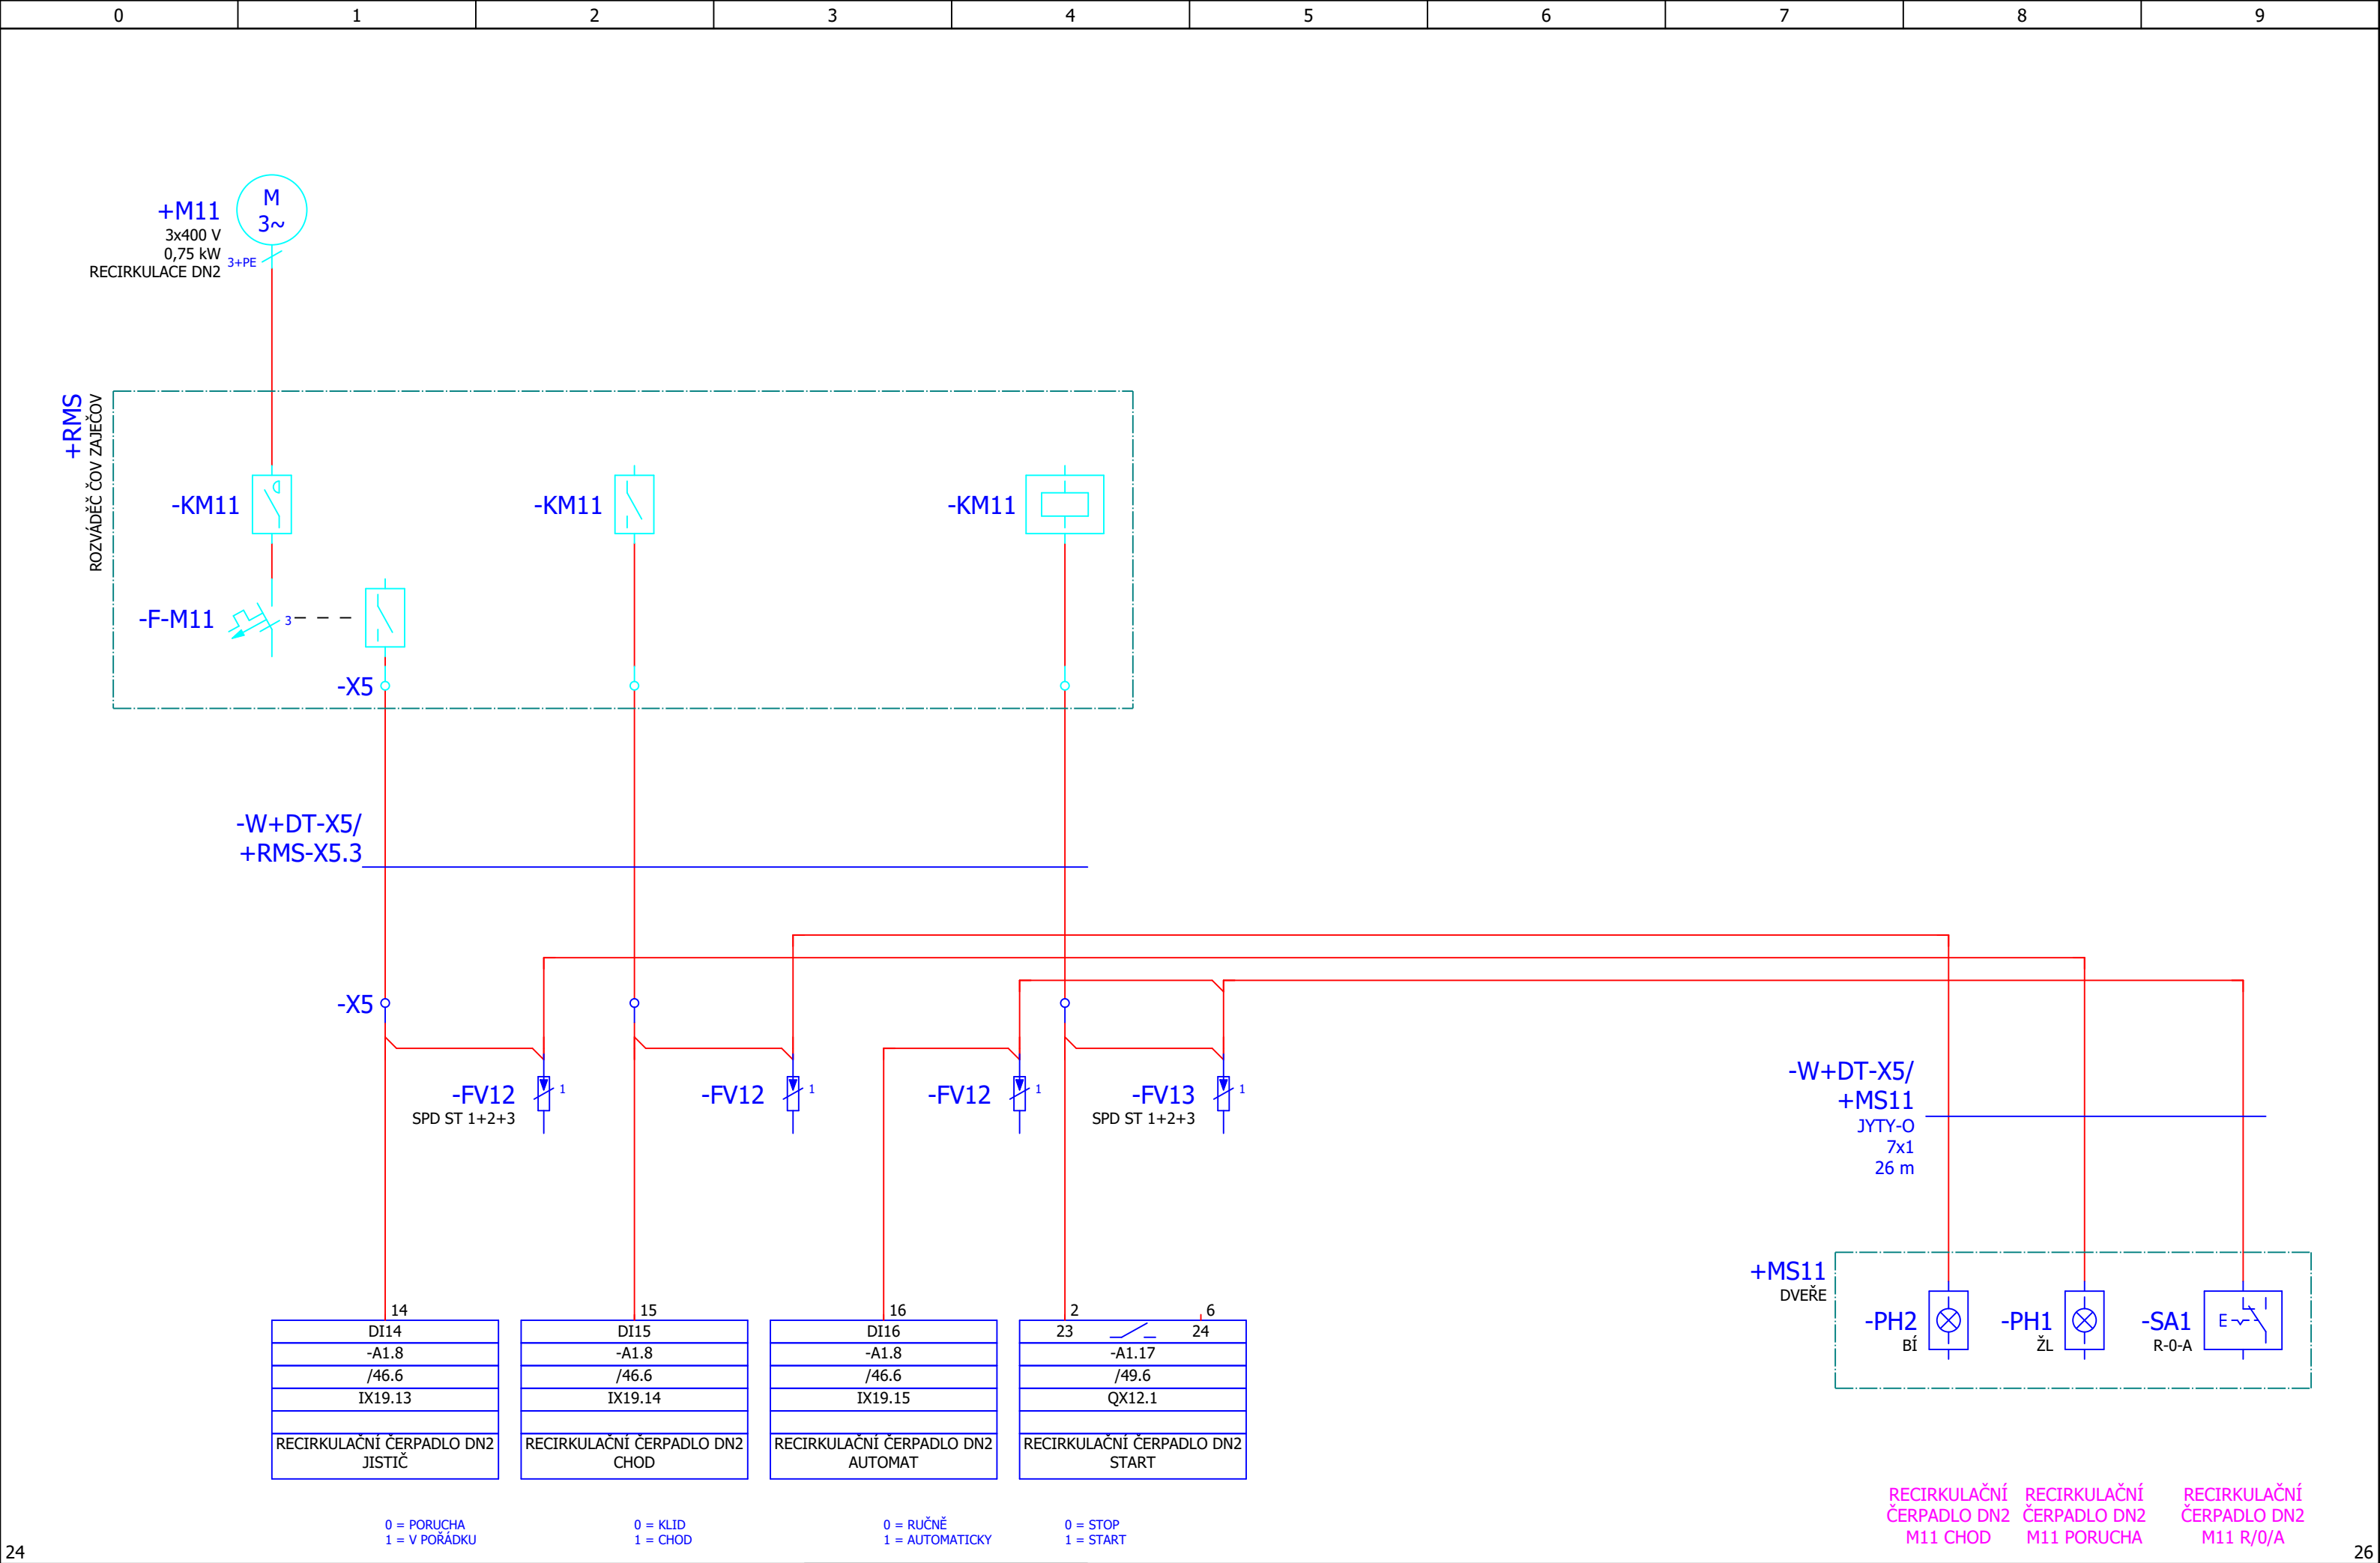 0 1 2 3 4 5 6 7 8 9
+M11
3x400 V
0,75 kW
RECIRKULACE DN2
M
3~
3+PE
+RMS
ROZVÁDĚČ ČOV ZAJEČOV
-KM11
-KM11
-KM11
-F-M11
3
-X5
-W+DT-X5/
+RMS-X5.3
-X5
-FV12
SPD ST 1+2+3
1
-FV12
1
-FV12
1
-FV13
SPD ST 1+2+3
1
-W+DT-X5/
+MS11
JYTY-O
7x1
26 m
+MS11
DVEŘE
-PH2
BÍ
-PH1
ŽL
-SA1
R-0-A
E
14
DI14
-A1.8
/46.6
IX19.13
RECIRKULAČNÍ ČERPADLO DN2
JISTIČ
0 = PORUCHA
1 = V POŘÁDKU
15
DI15
-A1.8
/46.6
IX19.14
RECIRKULAČNÍ ČERPADLO DN2
CHOD
0 = KLID
1 = CHOD
16
DI16
-A1.8
/46.6
IX19.15
RECIRKULAČNÍ ČERPADLO DN2
AUTOMAT
0 = RUČNĚ
1 = AUTOMATICKY
2 6
23 24
-A1.17
/49.6
QX12.1
RECIRKULAČNÍ ČERPADLO DN2
START
0 = STOP
1 = START
RECIRKULAČNÍ
ČERPADLO DN2
M11 CHOD
RECIRKULAČNÍ
ČERPADLO DN2
M11 PORUCHA
RECIRKULAČNÍ
ČERPADLO DN2
M11 R/0/A
24
26